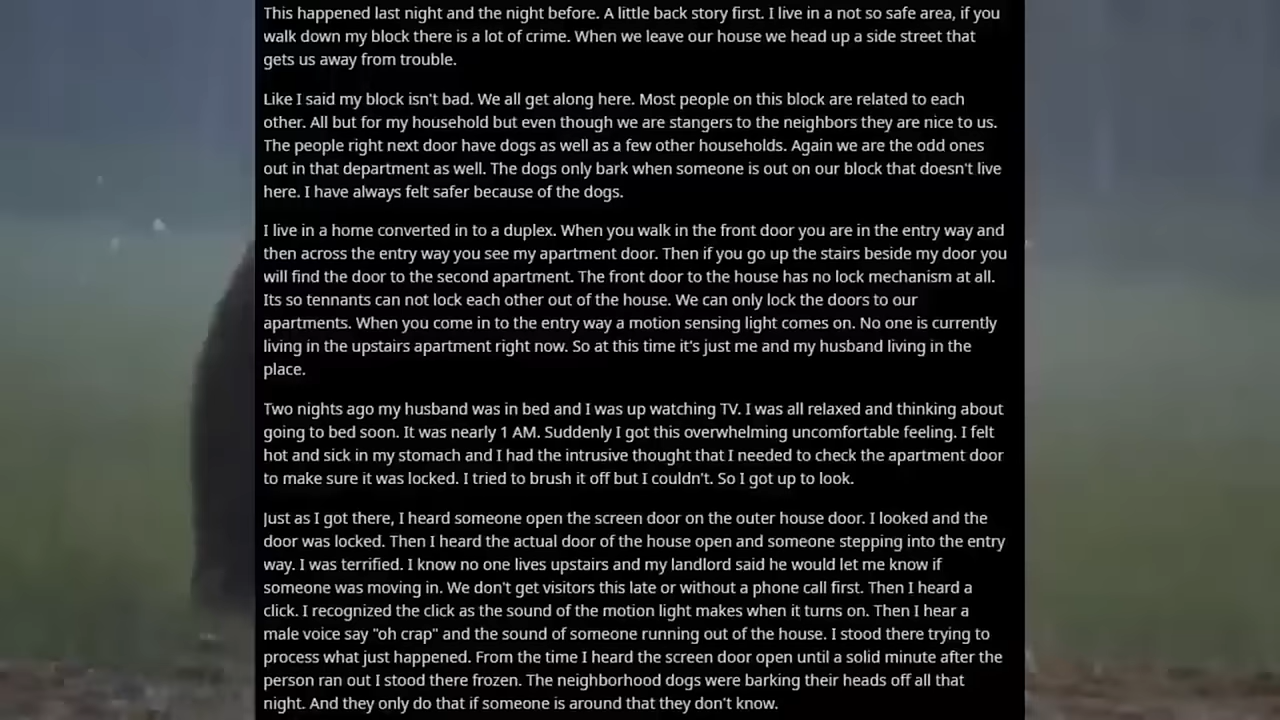 This happened last night and the night before. A little back story first. I live in a not so safe area, if you
walk down my block there is a lot of crime. When we leave our house we head up a side street that
gets us away from trouble.
Like I said my block isn't bad. We all get along here. Most people on this block are related to each
other. All but for my household but even though we are stangers to the neighbors they are nice to us.
The people right next door have dogs as well as a few other households. Again we are the odd ones
out in that department as well. The dogs only bark when someone is out on our block that doesn't live
here. I have always felt safer because of the dogs.
I live in a home converted in to a duplex. When you walk in the front door you are in the entry way and
then across the entry way you see my apartment door. Then if you go up the stairs beside my door you
will find the door to the second apartment. The front door to the house has no lock mechanism at all.
Its so tennants can not lock each other out of the house. We can only lock the doors to our
apartments. When you come in to the entry way a motion sensing light comes on. No one is currently
living in the upstairs apartment right now. So at this time it's just me and my husband living in the
place.
Two nights ago my husband was in bed and I was up watching TV. I was all relaxed and thinking about
going to bed soon. It was nearly 1 AM. Suddenly I got this overwhelming uncomfortable feeling. I felt
hot and sick in my stomach and I had the intrusive thought that I needed to check the apartment door
to make sure it was locked. I tried to brush it off but I couldn't. So I got up to look.
Just as I got there, I heard someone open the screen door on the outer house door. I looked and the
door was locked. Then I heard the actual door of the house open and someone stepping into the entry
way. I was terrified. I know no one lives upstairs and my landlord said he would let me know if
someone was moving in. We don't get visitors this late or without a phone call first. Then I heard a
click. I recognized the click as the sound of the motion light makes when it turns on. Then I hear a
male voice say "oh crap" and the sound of someone running out of the house. I stood there trying to
process what just happened. From the time I heard the screen door open until a solid minute after the
person ran out I stood there frozen. The neighborhood dogs were barking their heads off all that
night. And they only do that if someone is around that they don't know.